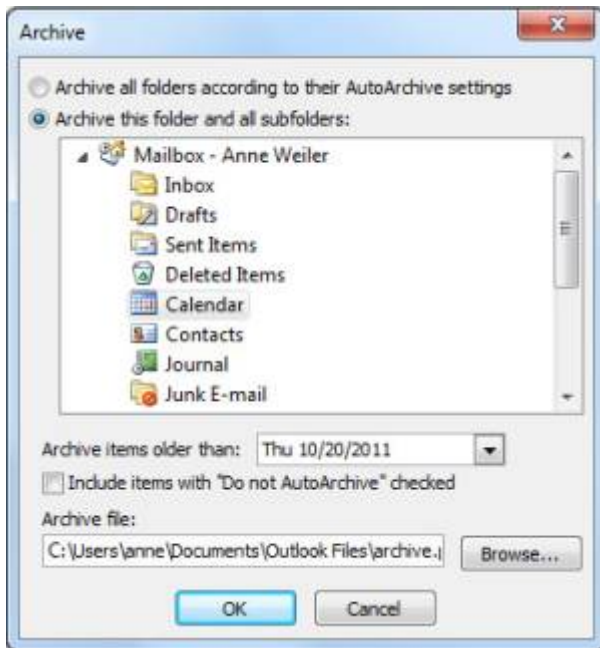 Archive
Archive all folders according to their AutoArchive settings
Archive this folder and all subfolders:
Mailbox - Anne Weiler
Inbox
Drafts
Sent Items
Deleted Items
Calendar
Contacts
Journal
Junk E-mail
Archive items older than: Thu 10/20/2011
Include items with "Do not AutoArchive" checked
Archive file:
C:\Users\anne\Documents\Outlook Files\archive.p Browse...
OK Cancel